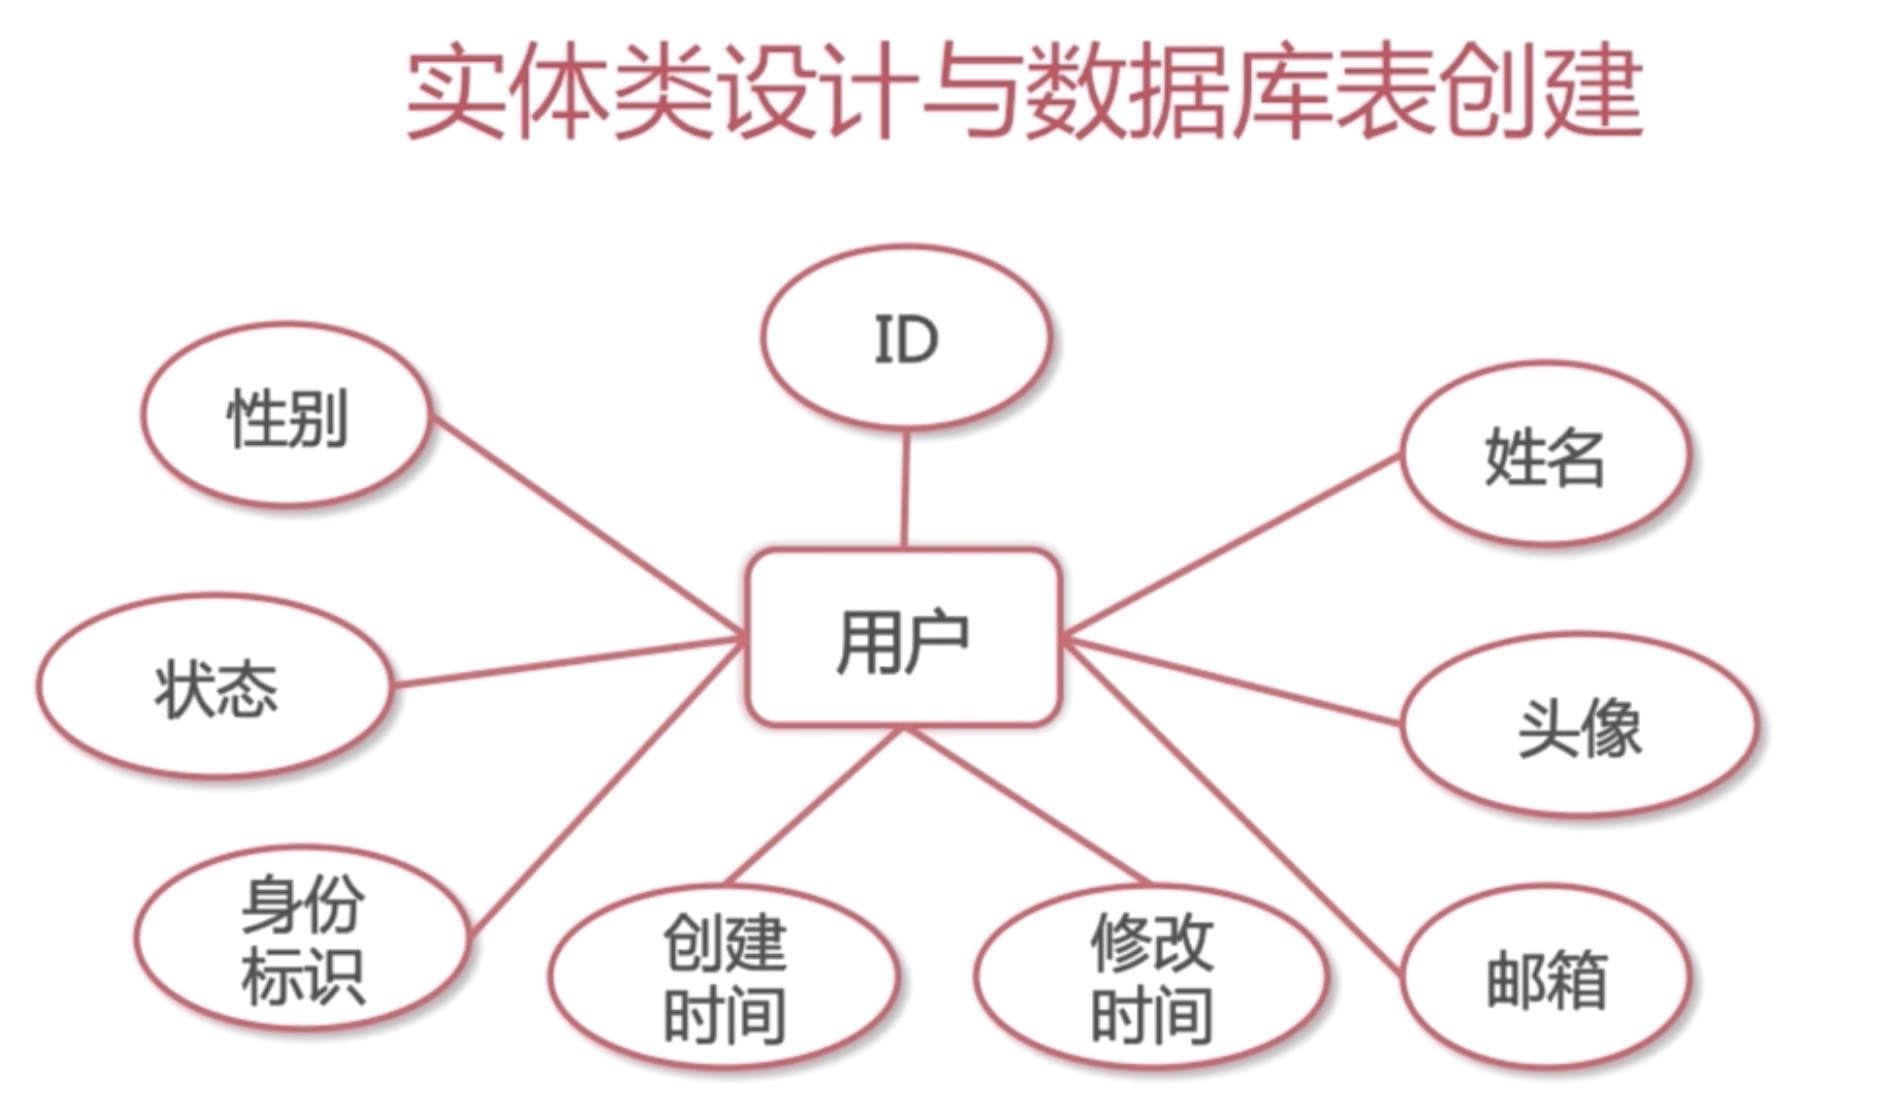 实体类设计与数据库表创建
ID
性别
姓名
用户
状态
头像
身份
标识
创建
时间
修改
时间
邮箱